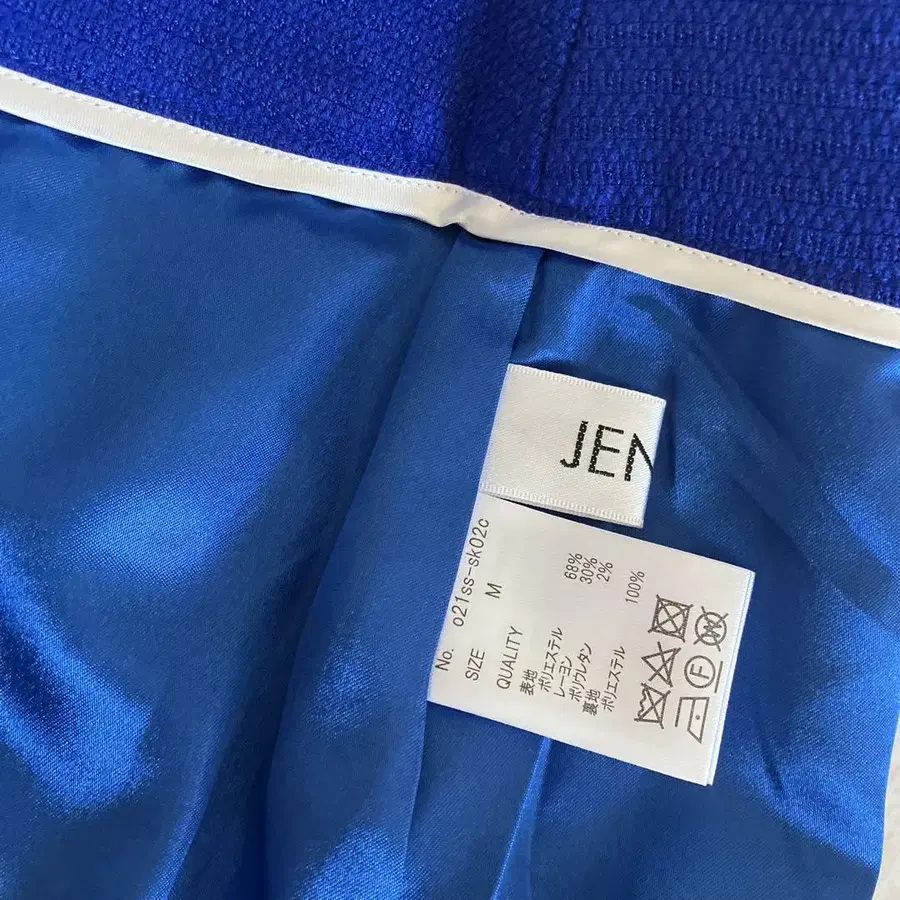 JEN
No. o21ss-sk02c
SIZE M
QUALITY
表地
ポリエステル 68%
レーヨン 30%
ポリウレタン 2%
裏地
ポリエステル 100%
F